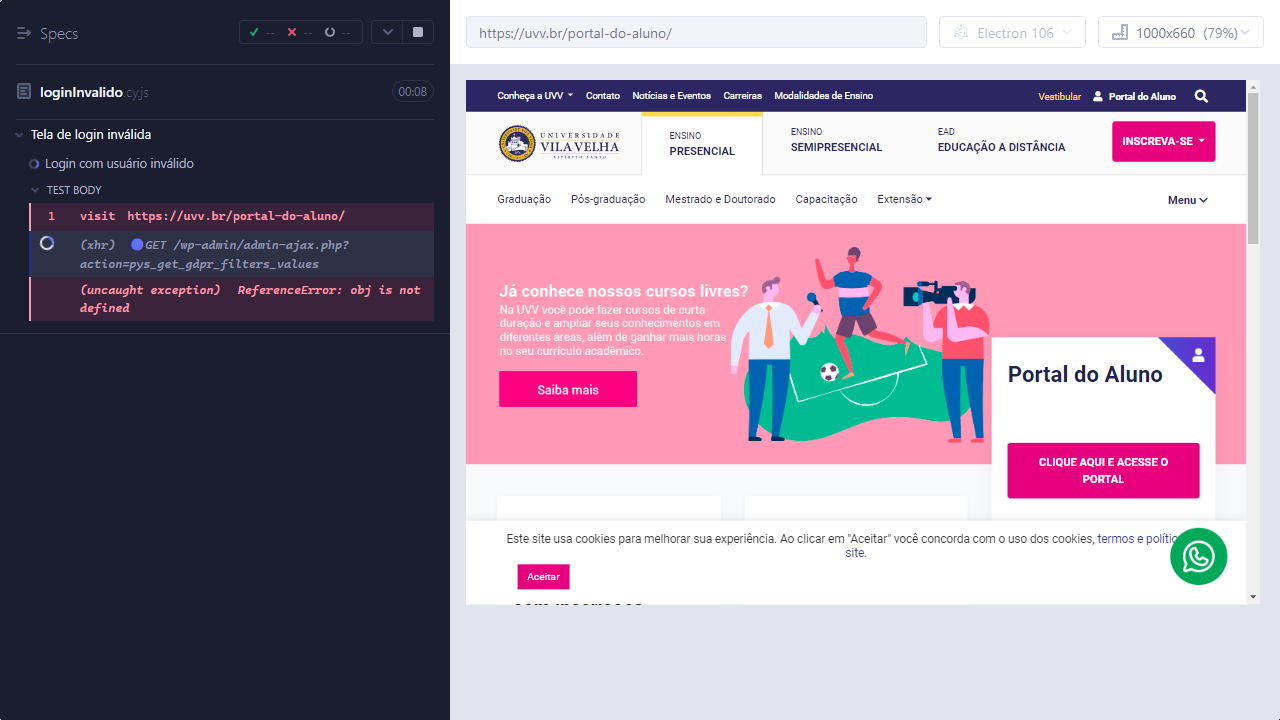 Specs
-- -- --
loginInvalido.cy.js
00:08
Tela de login inválida
Login com usuário inválido
TEST BODY
1 visit https://uvv.br/portal-do-aluno/
(xhr) GET /wp-admin/admin-ajax.php?
action=pys_get_gdpr_filters_values
(uncaught exception) ReferenceError: obj is not
defined
https://uvv.br/portal-do-aluno/
Electron 106
1000x660 (79%)
Conheça a UVV Contato Notícias e Eventos Carreiras Modalidades de Ensino
Vestibular Portal do Aluno
UNIVERSIDADE
VILA VELHA
ESPÍRITO SANTO
ENSINO
PRESENCIAL
ENSINO
SEMIPRESENCIAL
EAD
EDUCAÇÃO A DISTÂNCIA
INSCREVA-SE
Graduação Pós-graduação Mestrado e Doutorado Capacitação Extensão
Menu
Já conhece nossos cursos livres?
Na UVV você pode fazer cursos de curta
duração e ampliar seus conhecimentos em
diferentes áreas, além de ganhar mais horas
no seu currículo acadêmico.
Saiba mais
Portal do Aluno
CLIQUE AQUI E ACESSE O
PORTAL
Este site usa cookies para melhorar sua experiência. Ao clicar em "Aceitar" você concorda com o uso dos cookies, termos e polític
site.
Aceitar